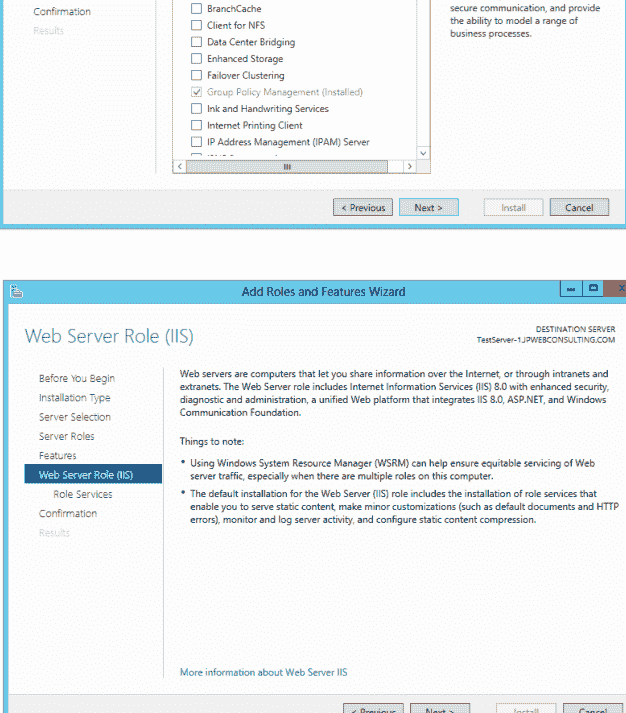 secure communication, and provide
the ability to model a range of
business processes.
Confirmation
Results
BranchCache
Client for NFS
Data Center Bridging
Enhanced Storage
Failover Clustering
Group Policy Management (Installed)
Ink and Handwriting Services
Internet Printing Client
IP Address Management (IPAM) Server
< Previous
Next >
Install
Cancel
Add Roles and Features Wizard
Web Server Role (IIS)
DESTINATION SERVER
TestServer-1.JPWEBCONSULTING.COM
Before You Begin
Installation Type
Server Selection
Server Roles
Features
Web Server Role (IIS)
Role Services
Confirmation
Results
Web servers are computers that let you share information over the Internet, or through intranets and
extranets. The Web Server role includes Internet Information Services (IIS) 8.0 with enhanced security,
diagnostic and administration, a unified Web platform that integrates IIS 8.0, ASP.NET, and Windows
Communication Foundation.
Things to note:
• Using Windows System Resource Manager (WSRM) can help ensure equitable servicing of Web
server traffic, especially when there are multiple roles on this computer.
• The default installation for the Web Server (IIS) role includes the installation of role services that
enable you to serve static content, make minor customizations (such as default documents and HTTP
errors), monitor and log server activity, and configure static content compression.
More information about Web Server IIS
< Previous
Next >
Install
Cancel